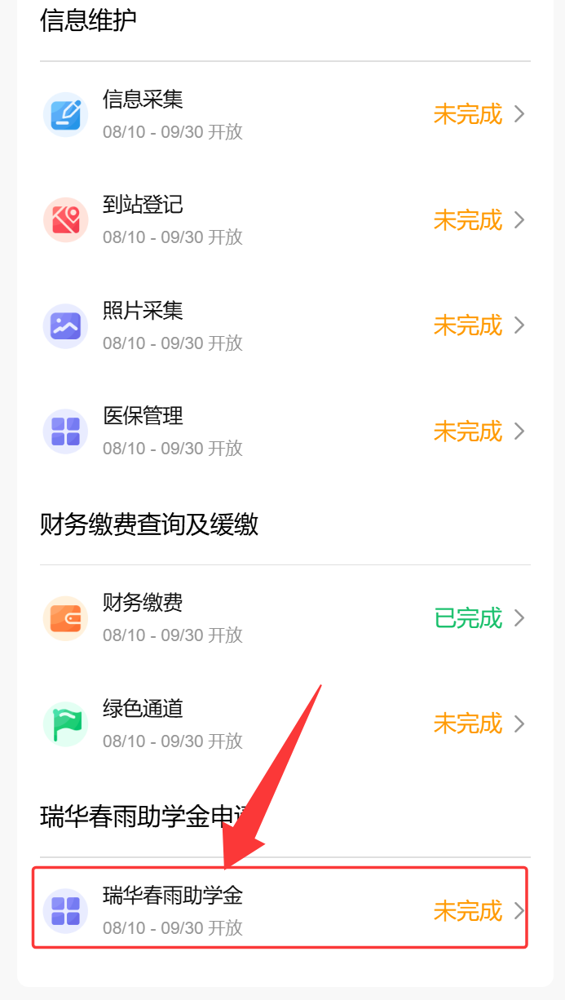 信息维护
信息采集
未完成
08/10 - 09/30 开放
到站登记
未完成
08/10 - 09/30 开放
照片采集
未完成
08/10 - 09/30 开放
医保管理
未完成
08/10 - 09/30 开放
财务缴费查询及缓缴
财务缴费
已完成
08/10 - 09/30 开放
绿色通道
未完成
08/10 - 09/30 开放
瑞华春雨助学金申
瑞华春雨助学金
未完成
08/10 - 09/30 开放